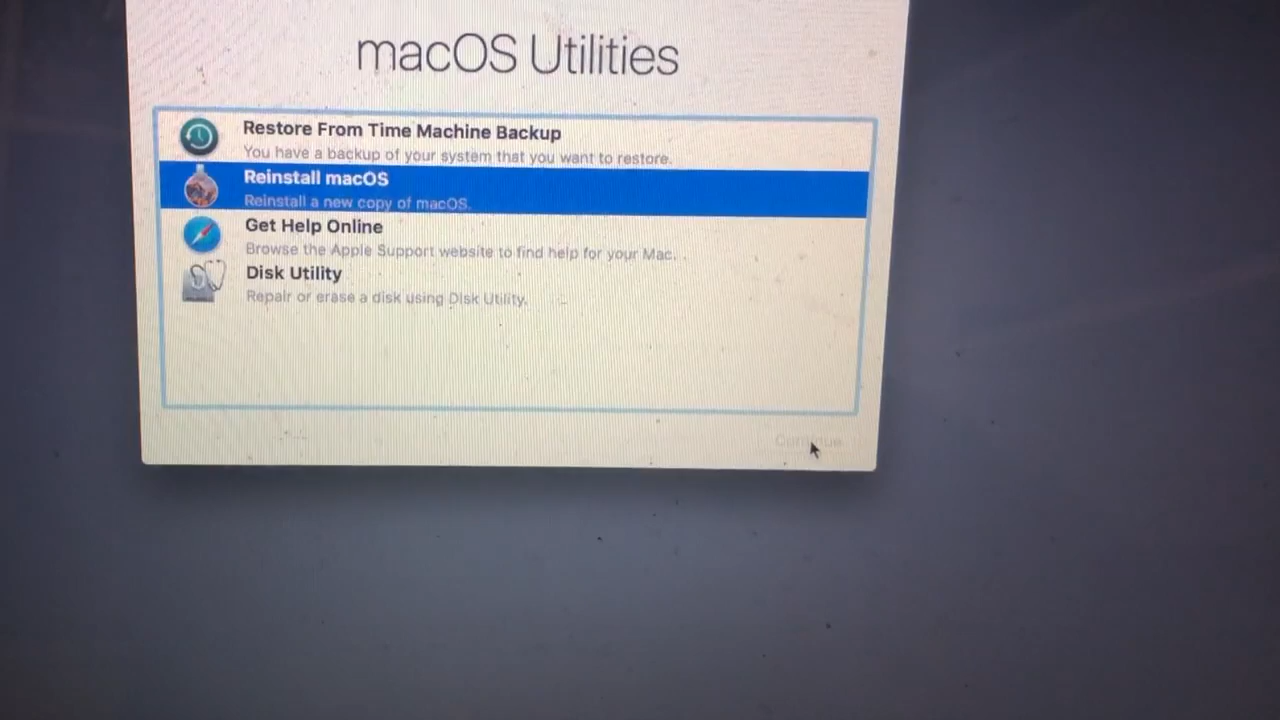 macOS Utilities
Restore From Time Machine Backup
You have a backup of your system that you want to restore.
Reinstall macOS
Reinstall a new copy of macOS.
Get Help Online
Browse the Apple Support website to find help for your Mac.
Disk Utility
Repair or erase a disk using Disk Utility.
Continue